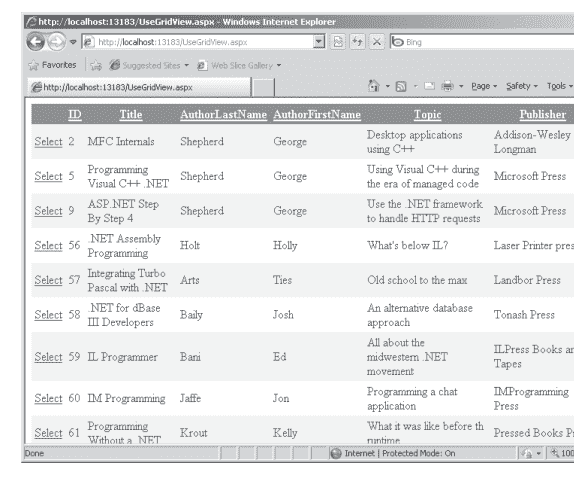 http://localhost:13183/UseGridView.aspx - Windows Internet Explorer
http://localhost:13183/UseGridView.aspx Bing
Favorites Suggested Sites Web Slice Gallery
http://localhost:13183/UseGridView.aspx Page Safety Tools
ID Title AuthorLastName AuthorFirstName Topic Publisher
Select 2 MFC Internals Shepherd George Desktop applications using C++ Addison-Wesley Longman
Select 5 Programming Visual C++ .NET Shepherd George Using Visual C++ during the era of managed code Microsoft Press
Select 9 ASP.NET Step By Step 4 Shepherd George Use the .NET framework to handle HTTP requests Microsoft Press
Select 56 .NET Assembly Programming Holt Holly What's below IL? Laser Printer pres
Select 57 Integrating Turbo Pascal with .NET Arts Ties Old school to the max Landbor Press
Select 58 .NET for dBase III Developers Baily Josh An alternative database approach Tonash Press
Select 59 IL Programmer Bani Ed All about the midwestern .NET movement ILPress Books ar Tapes
Select 60 IM Programming Jaffe Jon Programming a chat application IMProgramming Press
Select 61 Programming Without a .NET Krout Kelly What it was like before th runtime Pressed Books P
Done Internet | Protected Mode: On 100